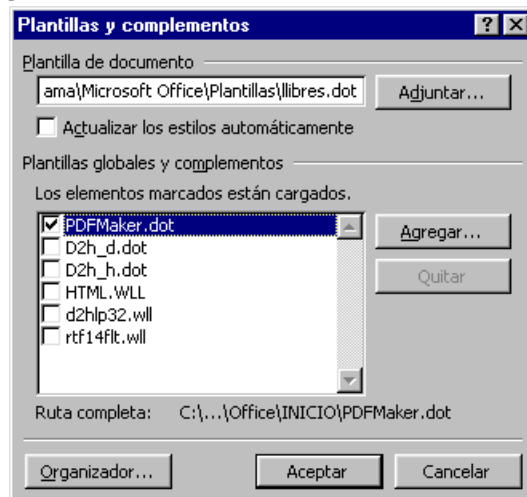 Plantillas y complementos
Plantilla de documento
ama\Microsoft Office\Plantillas\llibres.dot
Adjuntar...
Actualizar los estilos automáticamente
Plantillas globales y complementos
Los elementos marcados están cargados.
PDFMaker.dot
Agregar...
D2h_d.dot
D2h_h.dot
Quitar
HTML.WLL
d2hlp32.wll
rtf14flt.wll
Ruta completa: C:\...\Office\INICIO\PDFMaker.dot
Organizador...
Aceptar
Cancelar